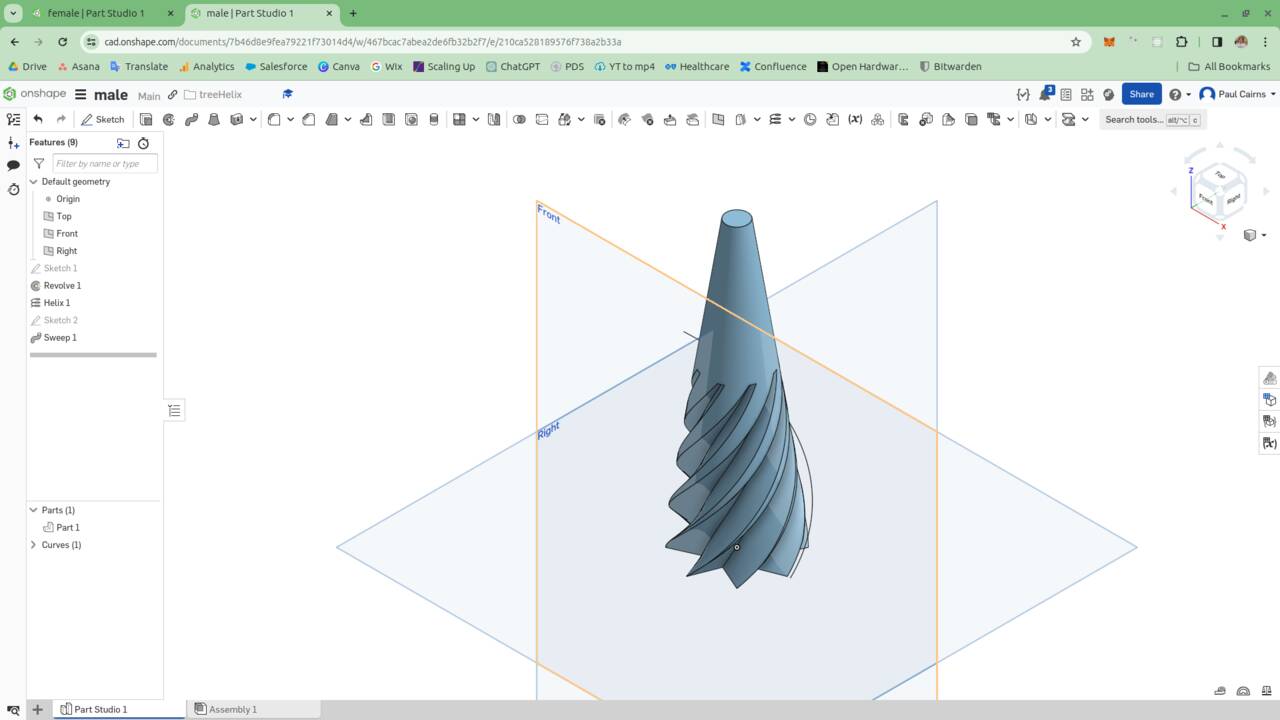 female | Part Studio 1
male | Part Studio 1
cad.onshape.com/documents/7b46d8e9fea79221f73014d4/w/467bcac7abea2de6fb32b2f7/e/210ca528189576f738a2b33a
Drive
Asana
Translate
Analytics
Salesforce
Canva
Wix
Scaling Up
ChatGPT
PDS
YT to mp4
Healthcare
Confluence
Open Hardwar...
Bitwarden
All Bookmarks
onshape
male
Main
treeHelix
3
Share
Paul Cairns
Sketch
(x)
Search tools...
alt/⌥
c
Features (9)
Filter by name or type
Default geometry
Origin
Top
Front
Right
Sketch 1
Revolve 1
Helix 1
Sketch 2
Sweep 1
Parts (1)
Part 1
Curves (1)
Front
Right
Z
Top
Front
Right
X
(x)
Part Studio 1
Assembly 1